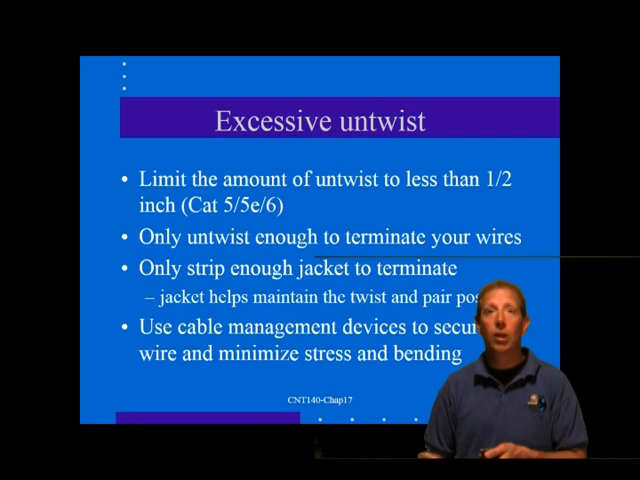 Excessive untwist
• Limit the amount of untwist to less than 1/2
inch (Cat 5/5e/6)
• Only untwist enough to terminate your wires
• Only strip enough jacket to terminate
– jacket helps maintain the twist and pair
• Use cable management devices to
wire and minimize stress and bending
CNT140-Chap17